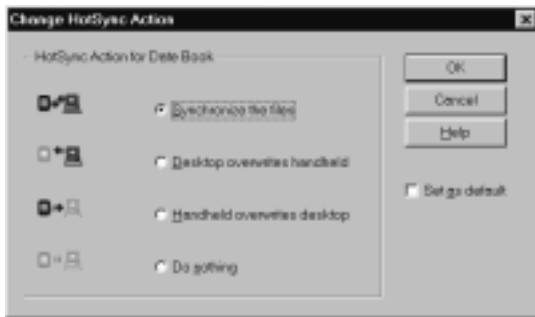 Change HotSync Action
HotSync Action for Date Book
Synchronize the files
Desktop overwrites handheld
Handheld overwrites desktop
Do nothing
OK
Cancel
Help
Set as default